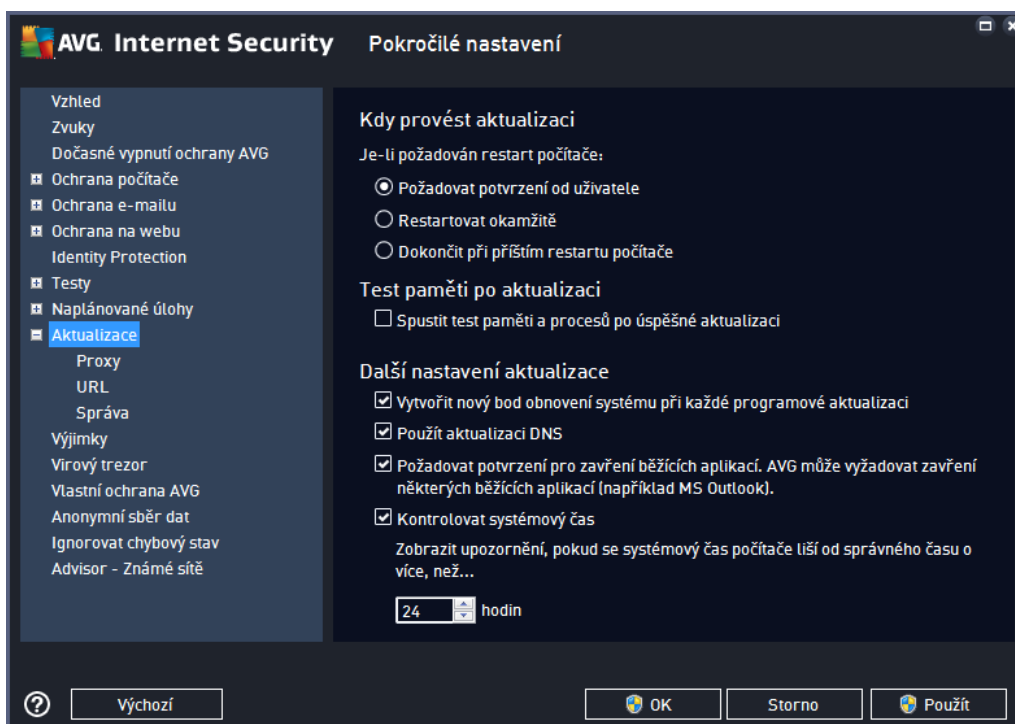 AVG. Internet Security Pokročilé nastavení
Vzhled
Zvuky
Dočasné vypnutí ochrany AVG
Ochrana počítače
Ochrana e-mailu
Ochrana na webu
Identity Protection
Testy
Naplánované úlohy
Aktualizace
Proxy
URL
Správa
Výjimky
Virový trezor
Vlastní ochrana AVG
Anonymní sběr dat
Ignorovat chybový stav
Advisor - Známé sítě
Kdy provést aktualizaci
Je-li požadován restart počítače:
Požadovat potvrzení od uživatele
Restartovat okamžitě
Dokončit při příštím restartu počítače
Test paměti po aktualizaci
Spustit test paměti a procesů po úspěšné aktualizaci
Další nastavení aktualizace
Vytvořit nový bod obnovení systému při každé programové aktualizaci
Použít aktualizaci DNS
Požadovat potvrzení pro zavření běžících aplikací. AVG může vyžadovat zavření
některých běžících aplikací (například MS Outlook).
Kontrolovat systémový čas
Zobrazit upozornění, pokud se systémový čas počítače liší od správného času o
více, než...
24 hodin
? Výchozí OK Storno Použít